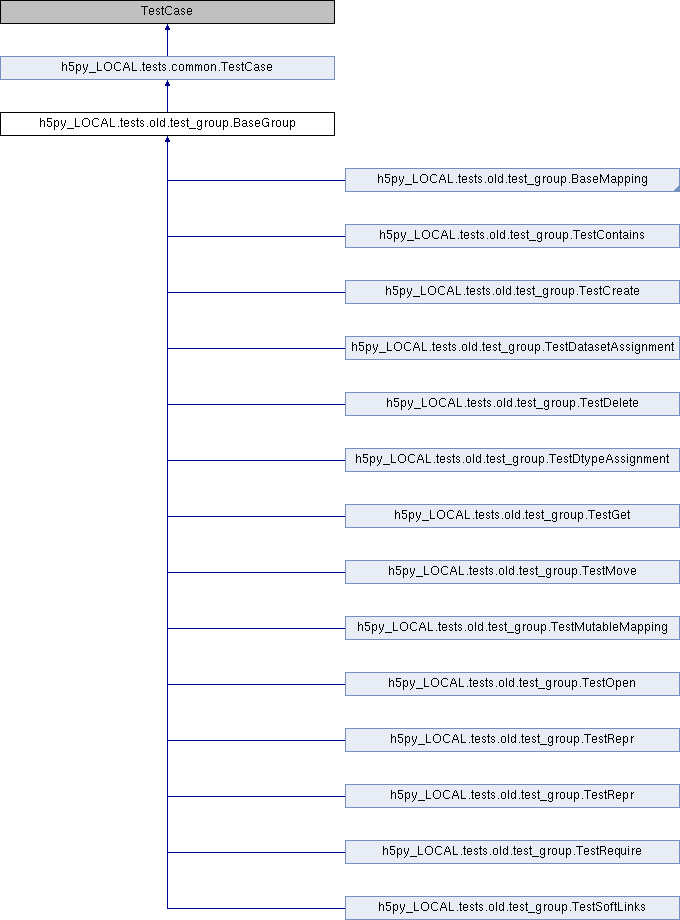 TestCase
h5py_LOCAL.tests.common.TestCase
h5py_LOCAL.tests.old.test_group.BaseGroup
h5py_LOCAL.tests.old.test_group.BaseMapping
h5py_LOCAL.tests.old.test_group.TestContains
h5py_LOCAL.tests.old.test_group.TestCreate
h5py_LOCAL.tests.old.test_group.TestDatasetAssignment
h5py_LOCAL.tests.old.test_group.TestDelete
h5py_LOCAL.tests.old.test_group.TestDtypeAssignment
h5py_LOCAL.tests.old.test_group.TestGet
h5py_LOCAL.tests.old.test_group.TestMove
h5py_LOCAL.tests.old.test_group.TestMutableMapping
h5py_LOCAL.tests.old.test_group.TestOpen
h5py_LOCAL.tests.old.test_group.TestRepr
h5py_LOCAL.tests.old.test_group.TestRepr
h5py_LOCAL.tests.old.test_group.TestRequire
h5py_LOCAL.tests.old.test_group.TestSoftLinks